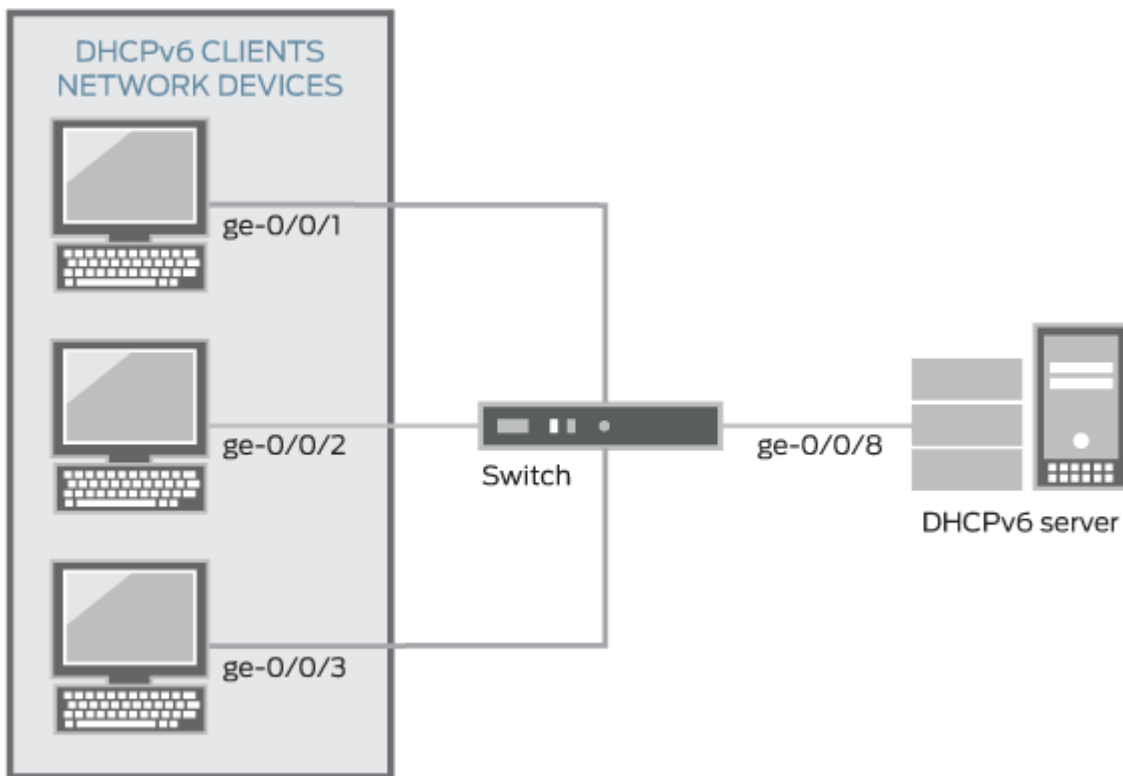 DHCPv6 CLIENTS
NETWORK DEVICES
ge-0/0/1
ge-0/0/2
ge-0/0/8
Switch
DHCPv6 server
ge-0/0/3